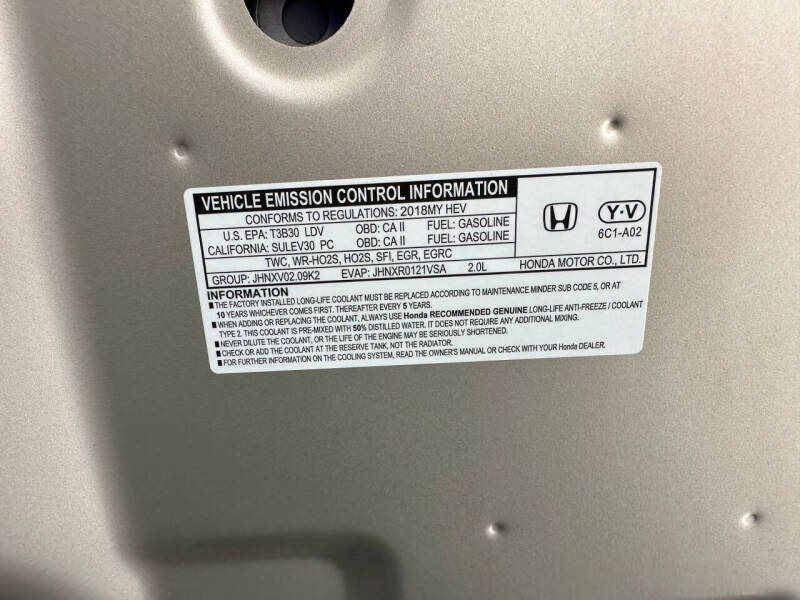 VEHICLE EMISSION CONTROL INFORMATION
CONFORMS TO REGULATIONS: 2018MY HEV
U.S. EPA: T3B30 LDV OBD: CA II FUEL: GASOLINE
CALIFORNIA: SULEV30 PC OBD: CA II FUEL: GASOLINE
TWC, WR-HO2S, HO2S, SFI, EGR, EGRC
GROUP: JHNXV02.09K2 EVAP: JHNXR0121VSA 2.0L
Y·V
6C1-A02
HONDA MOTOR CO., LTD.
INFORMATION
■THE FACTORY INSTALLED LONG-LIFE COOLANT MUST BE REPLACED ACCORDING TO MAINTENANCE MINDER SUB CODE 5, OR AT
10 YEARS WHICHEVER COMES FIRST. THEREAFTER EVERY 5 YEARS.
■WHEN ADDING OR REPLACING THE COOLANT, ALWAYS USE Honda RECOMMENDED GENUINE LONG-LIFE ANTI-FREEZE / COOLANT
TYPE 2. THIS COOLANT IS PRE-MIXED WITH 50% DISTILLED WATER. IT DOES NOT REQUIRE ANY ADDITIONAL MIXING.
■NEVER DILUTE THE COOLANT, OR THE LIFE OF THE ENGINE MAY BE SERIOUSLY SHORTENED.
■CHECK OR ADD THE COOLANT AT THE RESERVE TANK, NOT THE RADIATOR.
■FOR FURTHER INFORMATION ON THE COOLING SYSTEM, READ THE OWNER'S MANUAL OR CHECK WITH YOUR Honda DEALER.